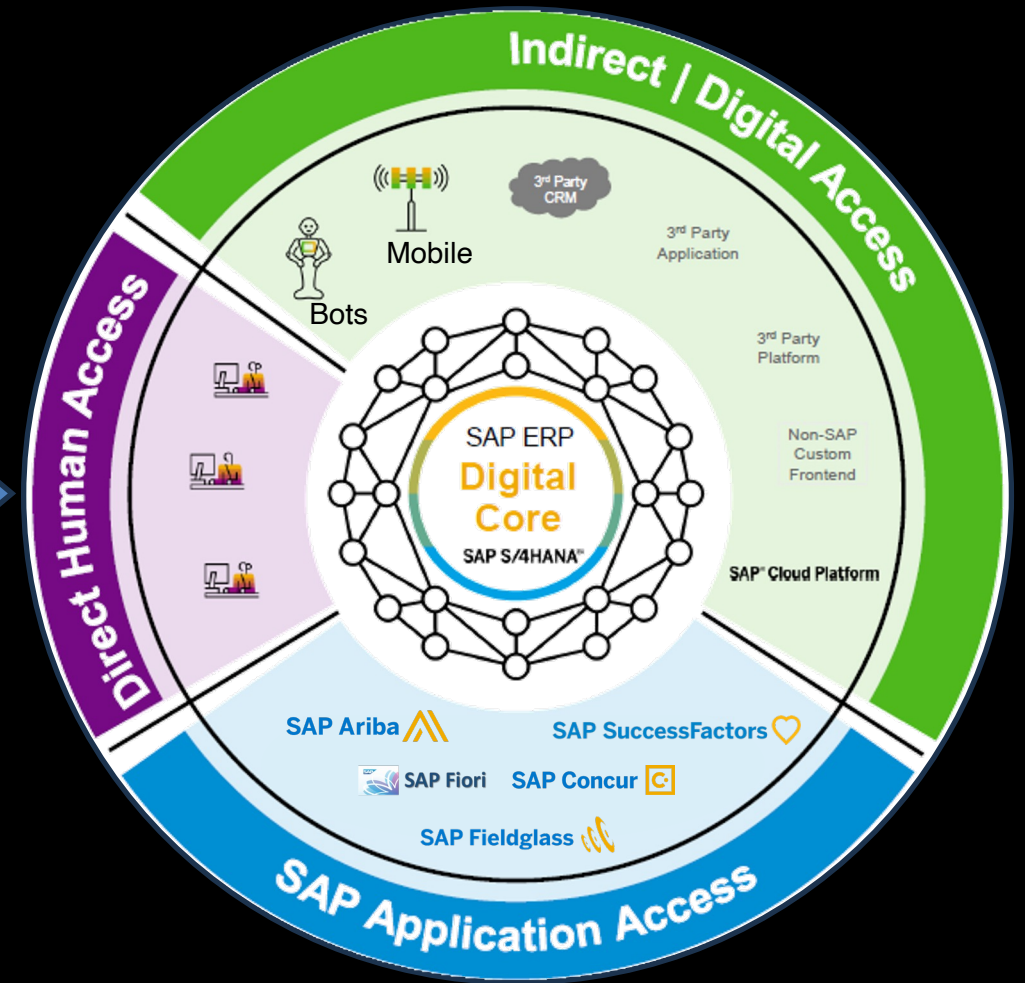 Indirect | Digital Access
3rd Party
CRM
Mobile
3rd Party
Application
Bots
3rd Party
Platform
Direct Human Access
SAP ERP
Digital
Core
SAP S/4HANA™
Non-SAP
Custom
Frontend
SAP® Cloud Platform
SAP Ariba
SAP SuccessFactors
SAP
SAP Fiori
SAP Concur
C
SAP Fieldglass
SAP Application Access